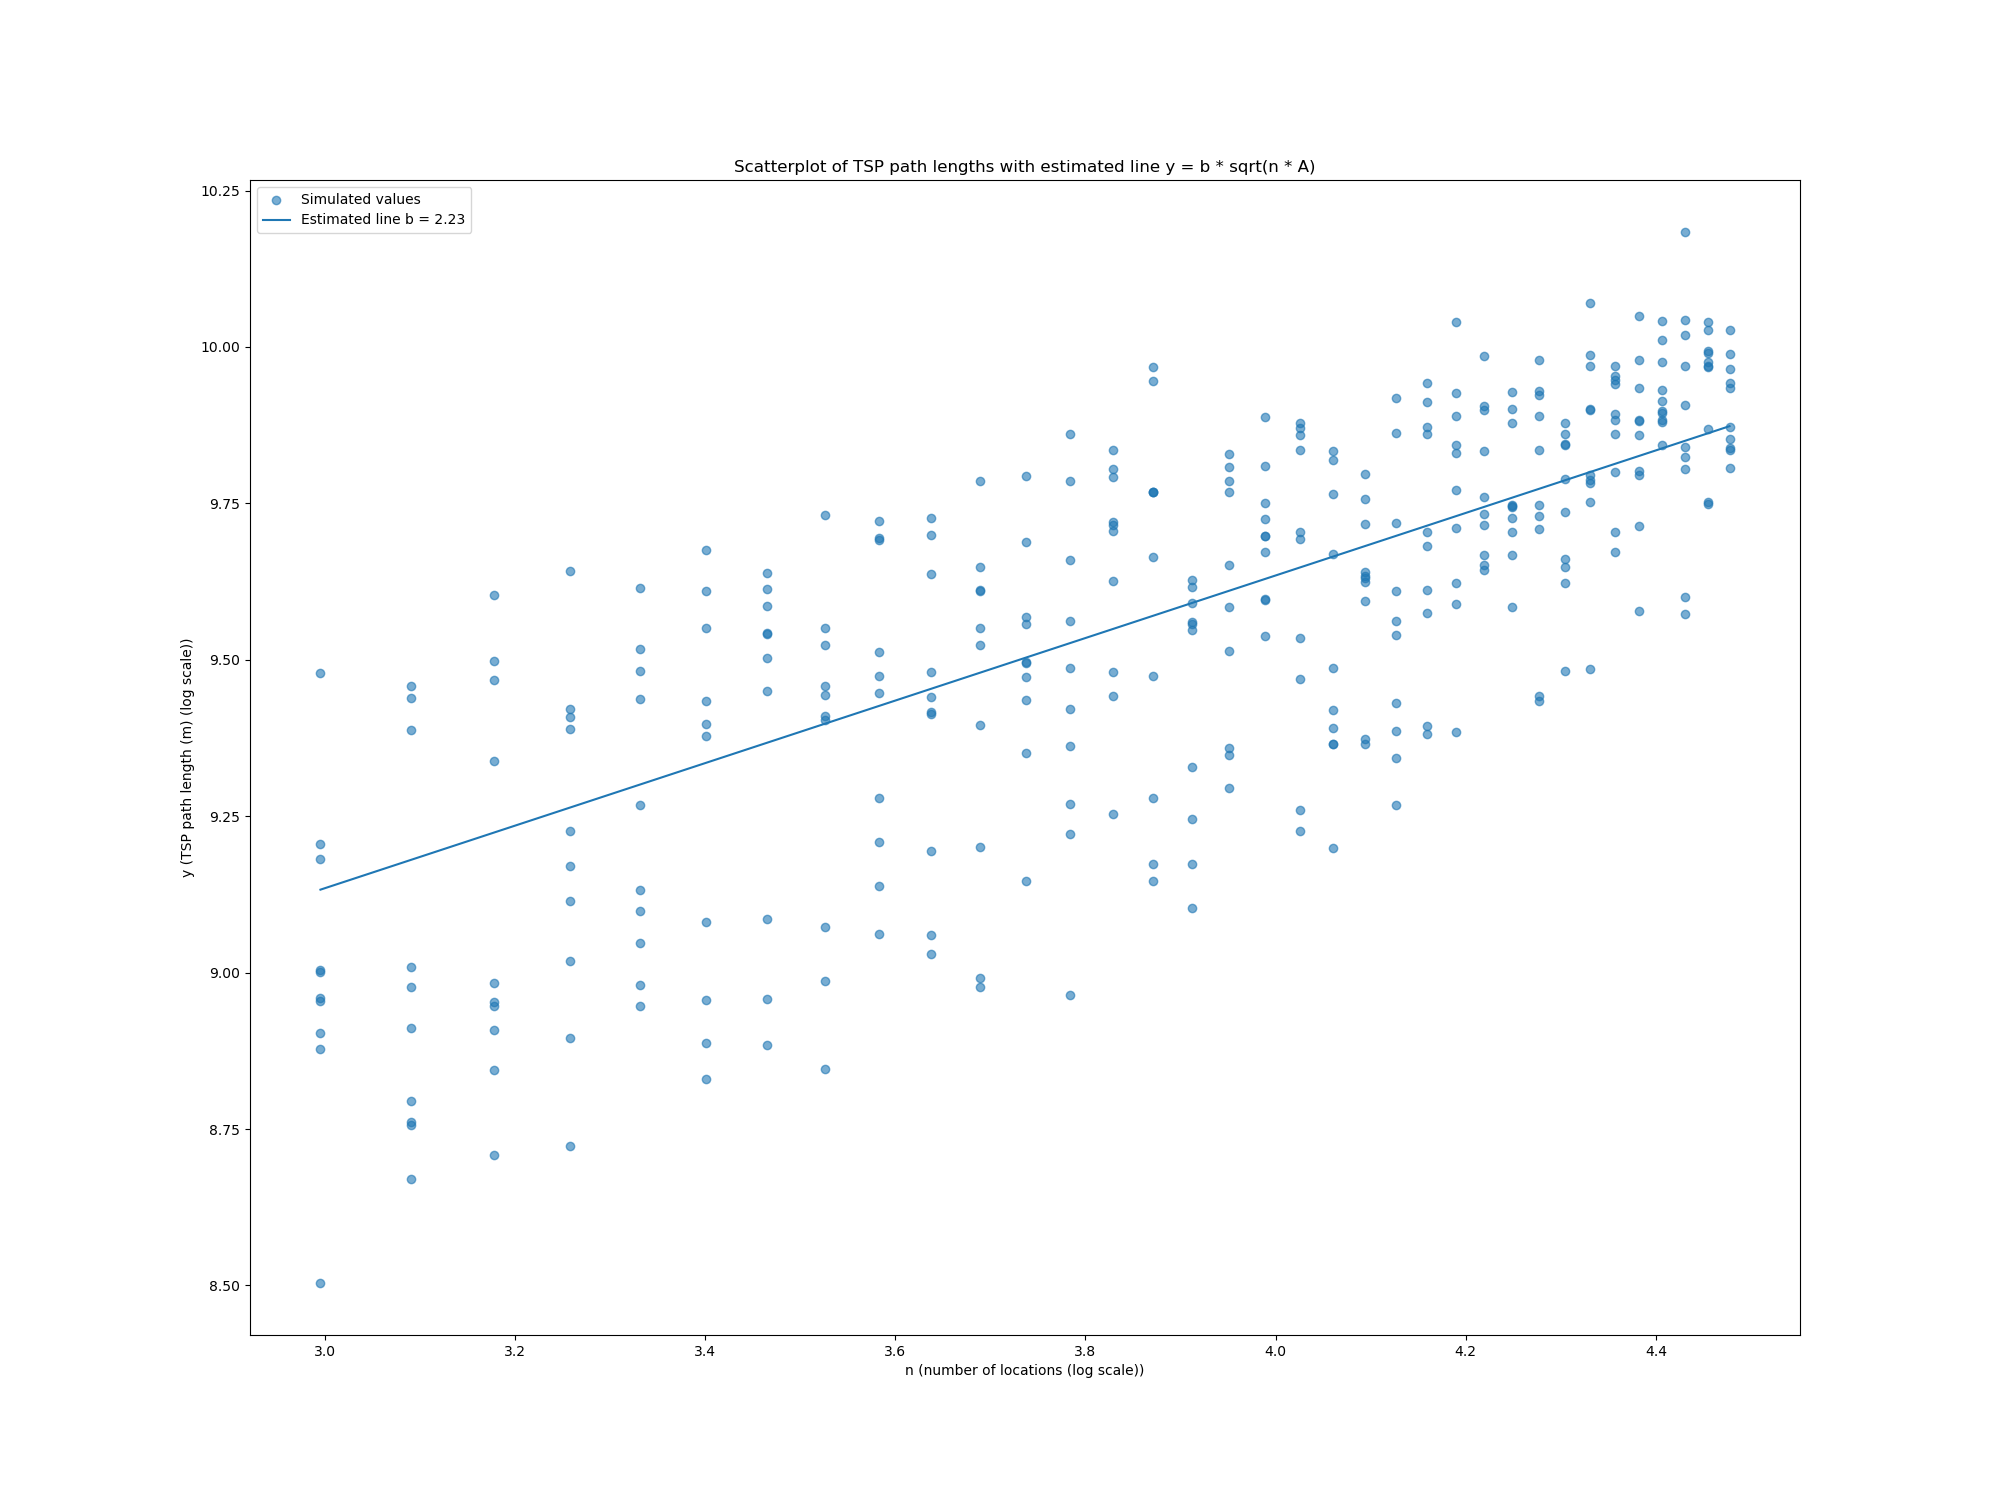 Scatterplot of TSP path lengths with estimated line y = b * sqrt(n * A)
Simulated values
Estimated line b = 2.23
10.25
10.00
9.75
9.50
9.25
9.00
8.75
8.50
y (TSP path length (m) (log scale))
3.0 3.2 3.4 3.6 3.8 4.0 4.2 4.4
n (number of locations (log scale))